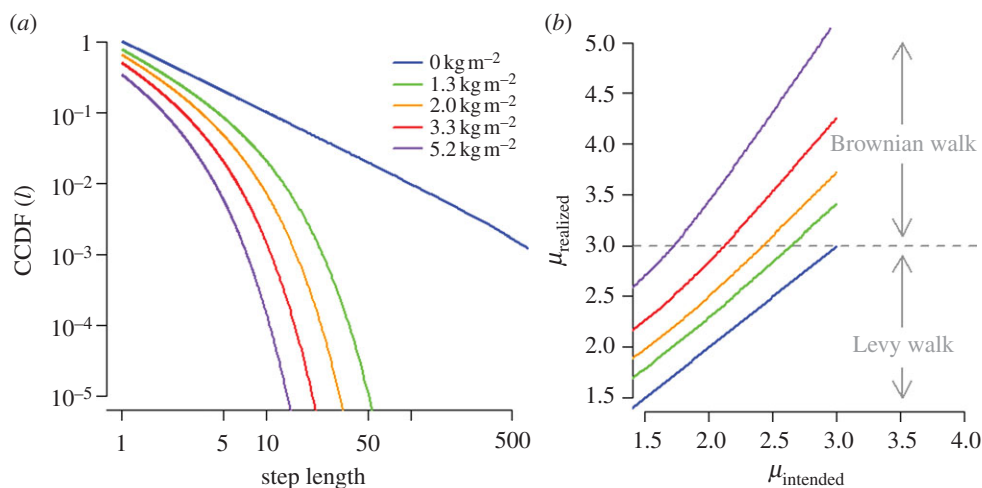 (a)
1
10⁻¹
10⁻²
10⁻³
10⁻⁴
10⁻⁵
CCDF (l)
0 kg m⁻²
1.3 kg m⁻²
2.0 kg m⁻²
3.3 kg m⁻²
5.2 kg m⁻²
1 5 10 50 500
step length
(b)
5.0
4.5
4.0
3.5
3.0
2.5
2.0
1.5
μrealized
Brownian walk
Levy walk
1.5 2.0 2.5 3.0 3.5 4.0
μintended